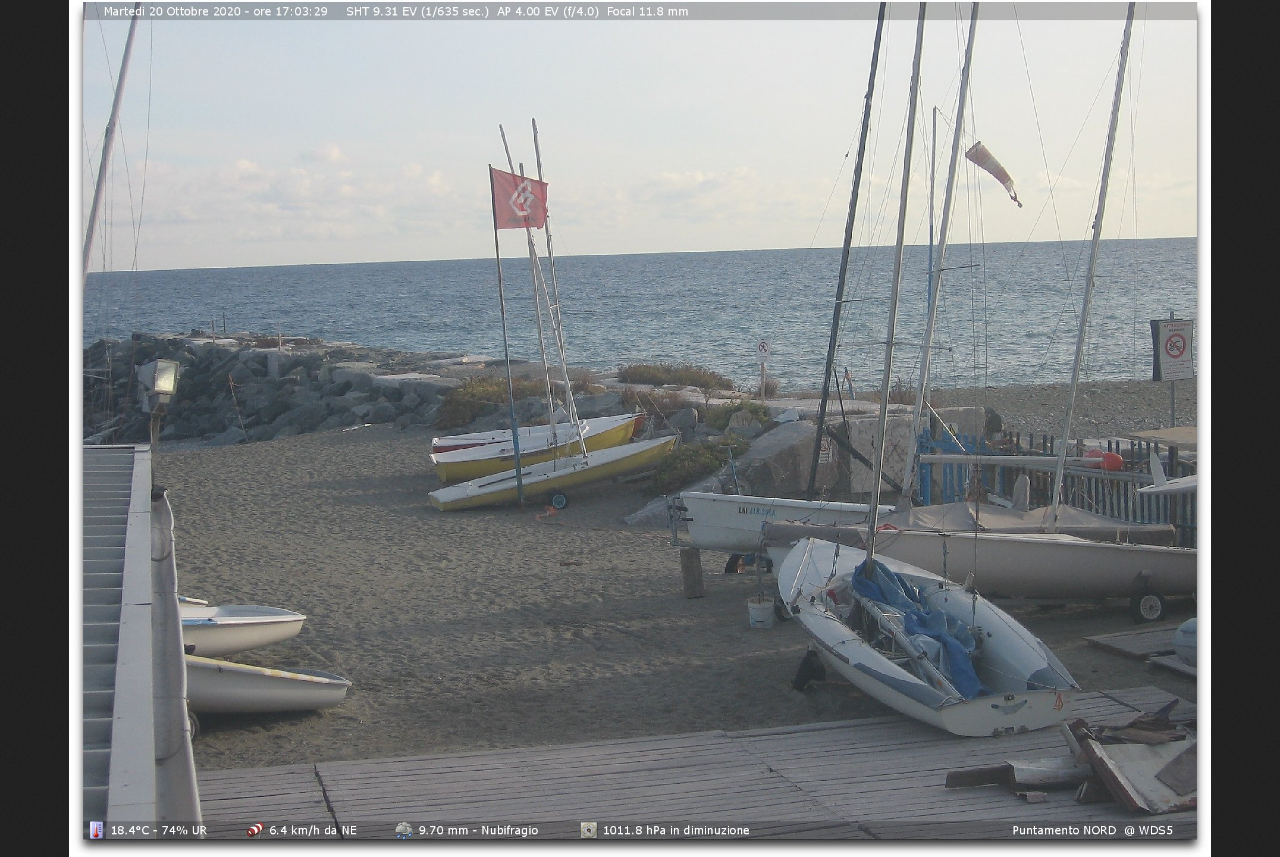 Martedi 20 Ottobre 2020 - ore 17:03:29 SHT 9.31 EV (1/635 sec.) AP 4.00 EV (f/4.0) Focal 11.8 mm
18.4°C - 74% UR 6.4 km/h da NE 9.70 mm - Nubifragio 1011.8 hPa in diminuzione Puntamento NORD @ WDS5